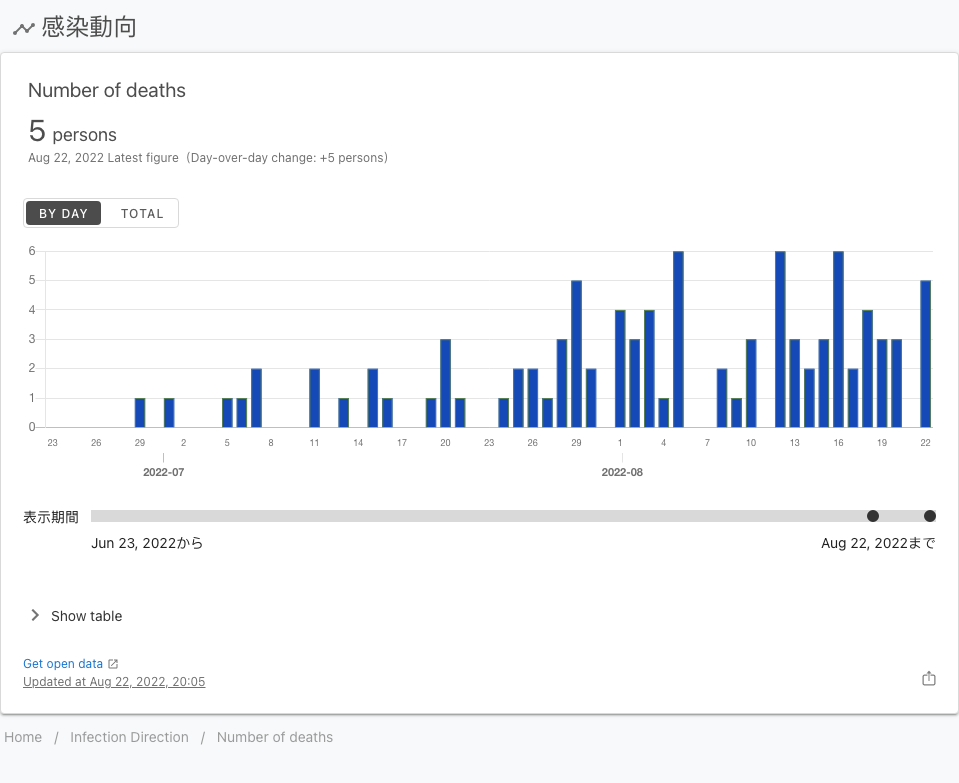 感染動向
Number of deaths
5 persons
Aug 22, 2022 Latest figure (Day-over-day change: +5 persons)
BY DAY TOTAL
6
5
4
3
2
1
0
23 26 29 2 5 8 11 14 17 20 23 26 29 1 4 7 10 13 16 19 22
2022-07 2022-08
表示期間
Jun 23, 2022から Aug 22, 2022まで
Show table
Get open data
Updated at Aug 22, 2022, 20:05
Home / Infection Direction / Number of deaths